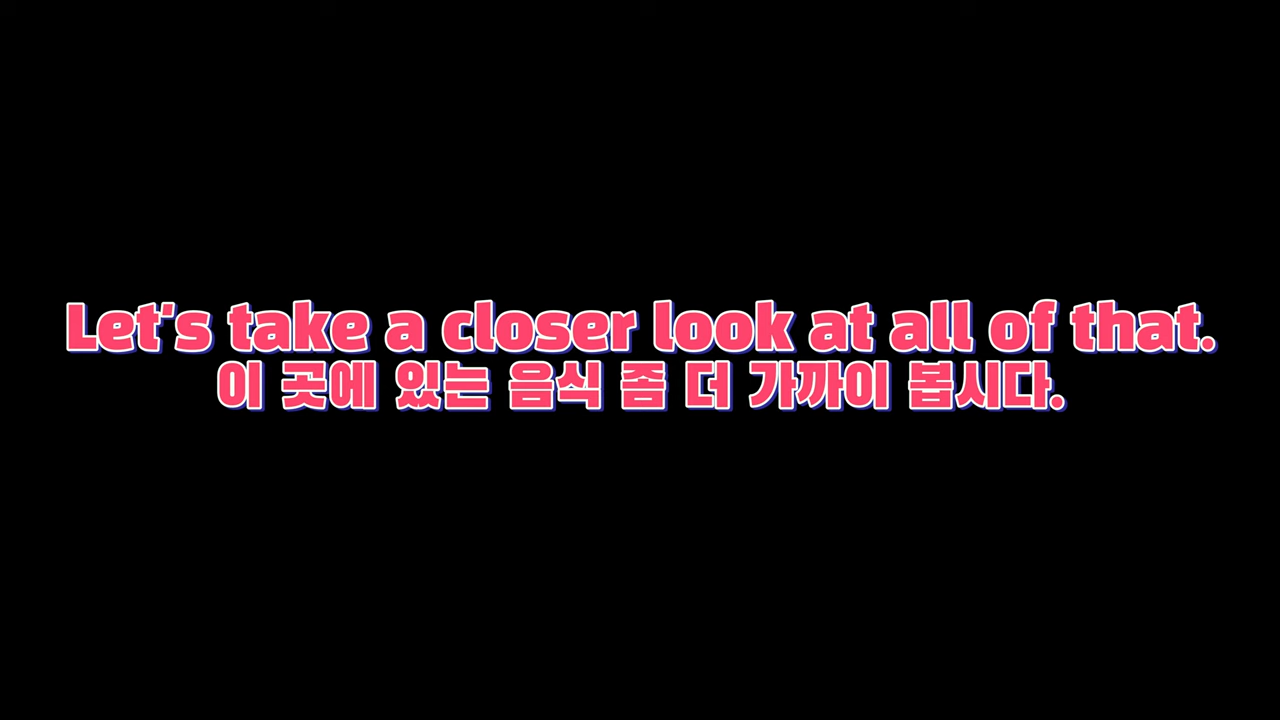 Let's take a closer look at all of that.
이 곳에 있는 음식 좀 더 가까이 봅시다.